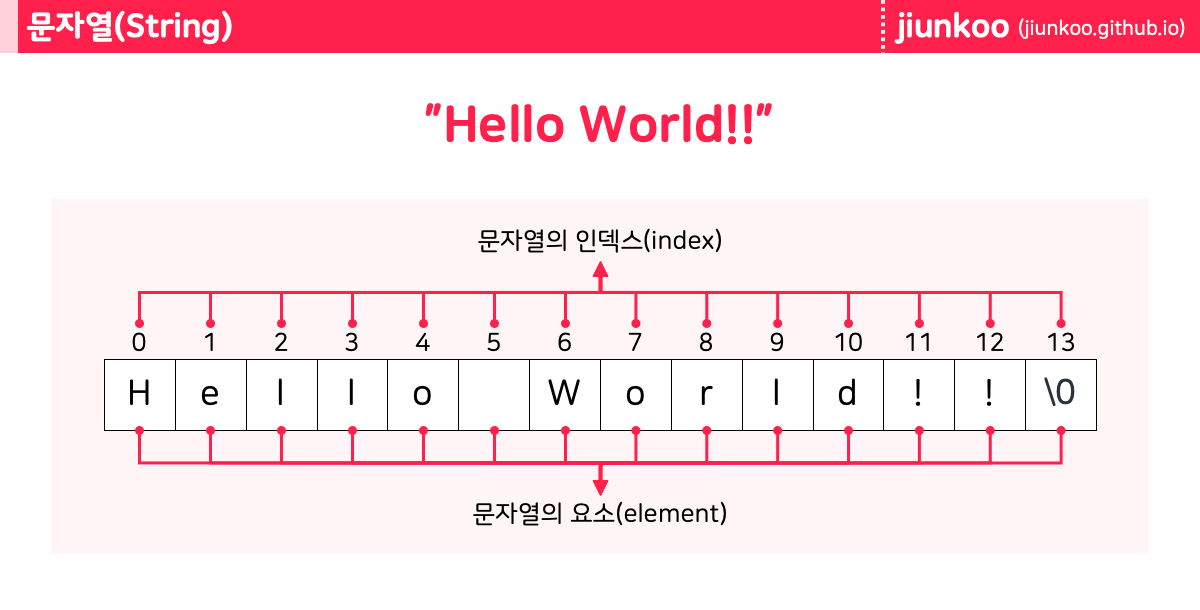 문자열(String)
jiunkoo (jiunkoo.github.io)
"Hello World!!"
문자열의 인덱스(index)
0 1 2 3 4 5 6 7 8 9 10 11 12 13
H e l l o W o r l d ! ! \0
문자열의 요소(element)